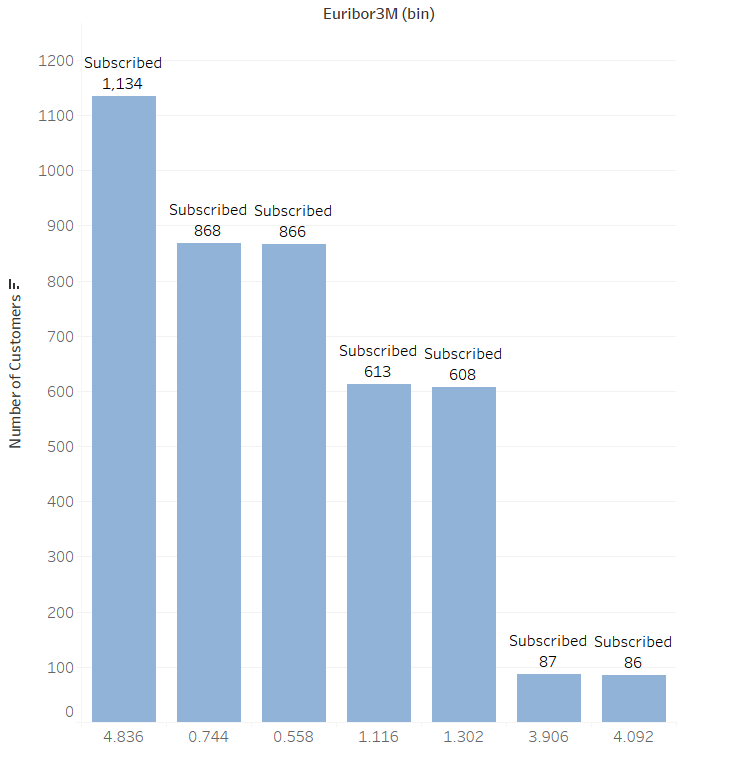 Euribor3M (bin)
Number of Customers
1200
1100
1000
900
800
700
600
500
400
300
200
100
0
Subscribed
1,134
Subscribed
868
Subscribed
866
Subscribed
613
Subscribed
608
Subscribed
87
Subscribed
86
4.836 0.744 0.558 1.116 1.302 3.906 4.092